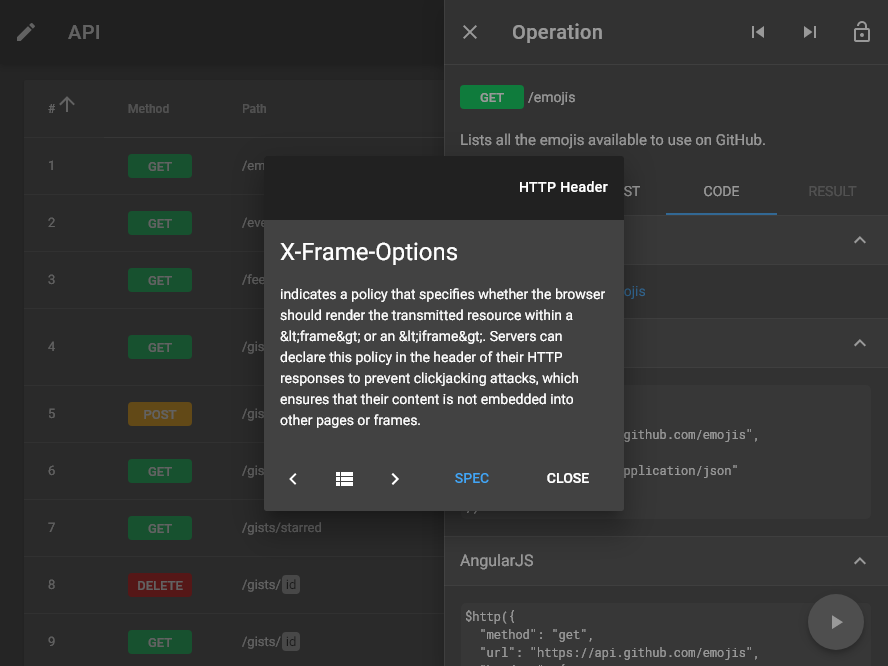 API
Operation
# Method Path
GET /emojis
Lists all the emojis available to use on GitHub.
CODE
RESULT
1 GET /em
2 GET /eve
3 GET /fee
4 GET /gis
5 POST /gis
6 GET /gis
7 GET /gists/starred
8 DELETE /gists/ id
9 GET /gists/ id
HTTP Header
X-Frame-Options
indicates a policy that specifies whether the browser
should render the transmitted resource within a
&lt;frame&gt; or an &lt;iframe&gt;. Servers can
declare this policy in the header of their HTTP
responses to prevent clickjacking attacks, which
ensures that their content is not embedded into
other pages or frames.
SPEC
CLOSE
ST
ojis
github.com/emojis",
pplication/json"
AngularJS
$http({
"method": "get",
"url": "https://api.github.com/emojis",